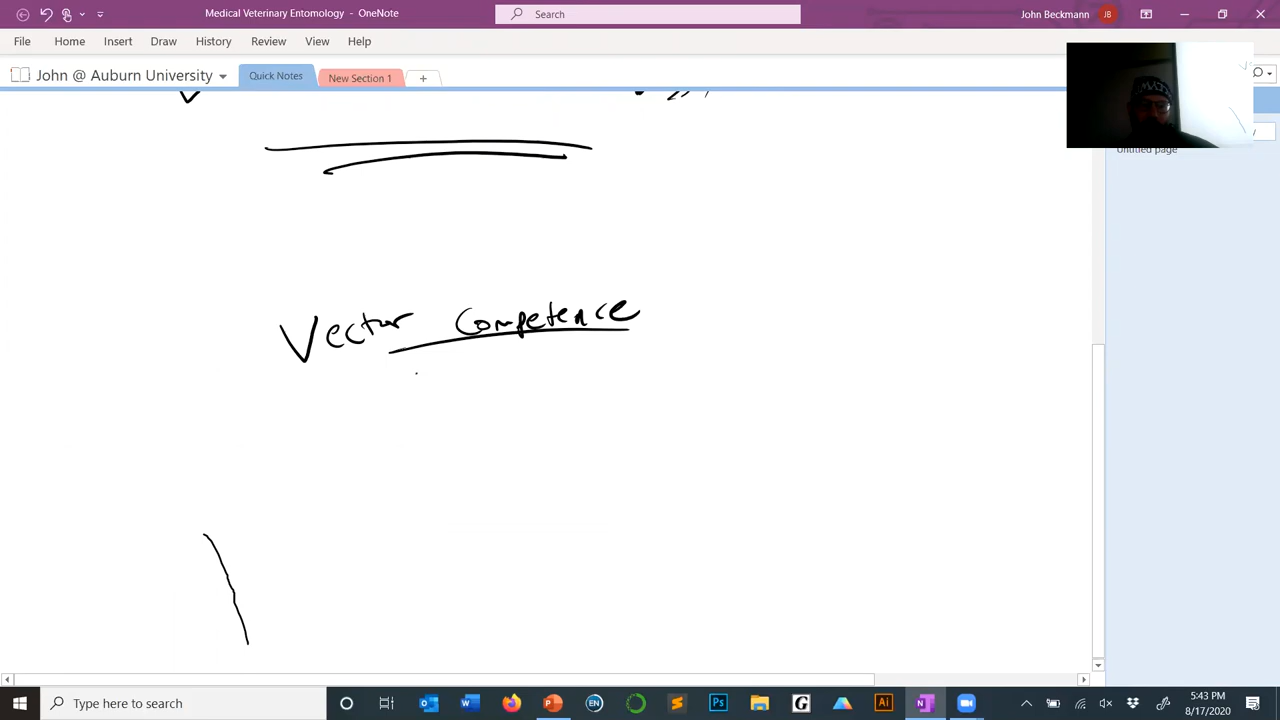 Medical Veterinary Entomology - OneNote
Search
John Beckmann
JB
File Home Insert Draw History Review View Help
John @ Auburn University
Quick Notes
New Section 1
Untitled page
Vector Competence
Type here to search
5:43 PM
8/17/2020